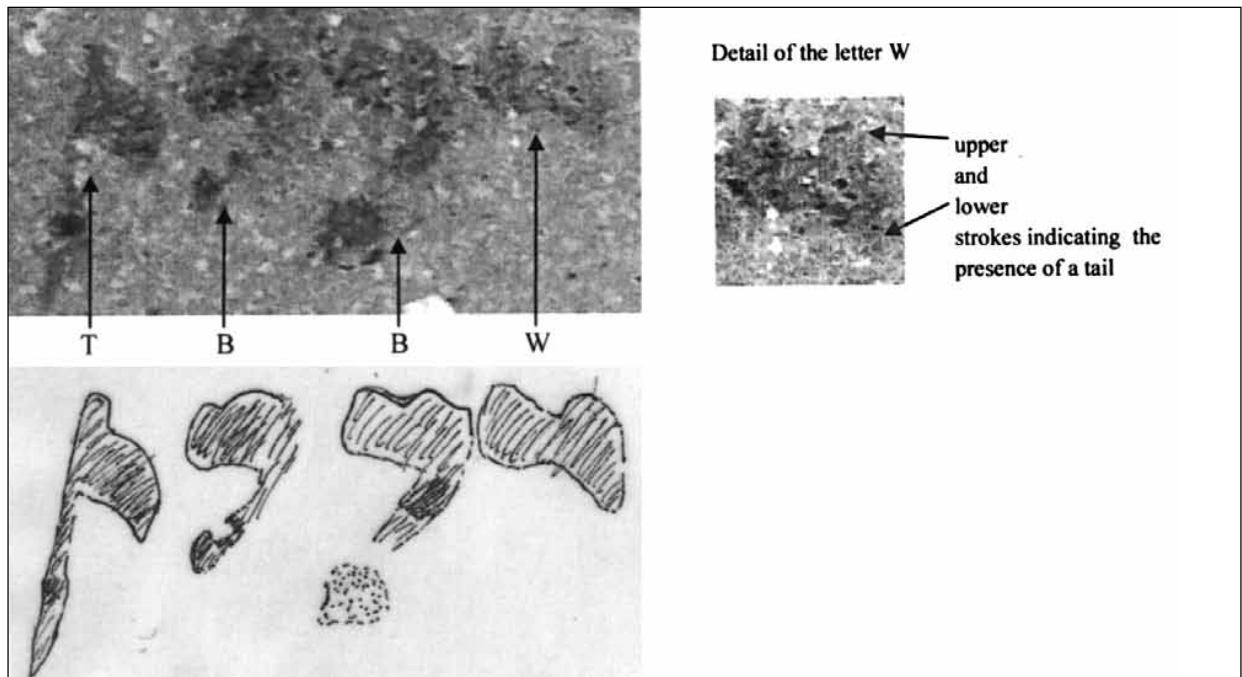 Detail of the letter W
upper
and
lower
strokes indicating the
presence of a tail
T B B W